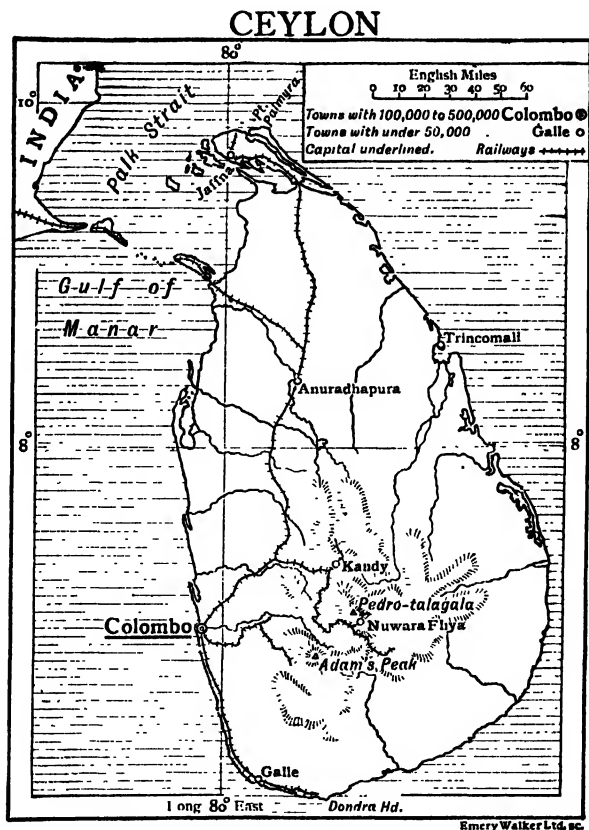 CEYLON
80°
10°
INDIA
Palk Strait
Pt. Palmyra
Jaffna
English Miles
0 10 20 30 40 50 60
Towns with 100,000 to 500,000 Colombo
Towns with under 50,000 . Galle
Capital underlined. Railways
Gulf of
Manar
Trincomali
Anuradhapura
8°
8°
Kandy
Pedro-talagala
Nuwara Eliya
Colombo
Adam's Peak
Galle
Long 80° East
Dondra Hd.
Emery Walker Ltd. sc.